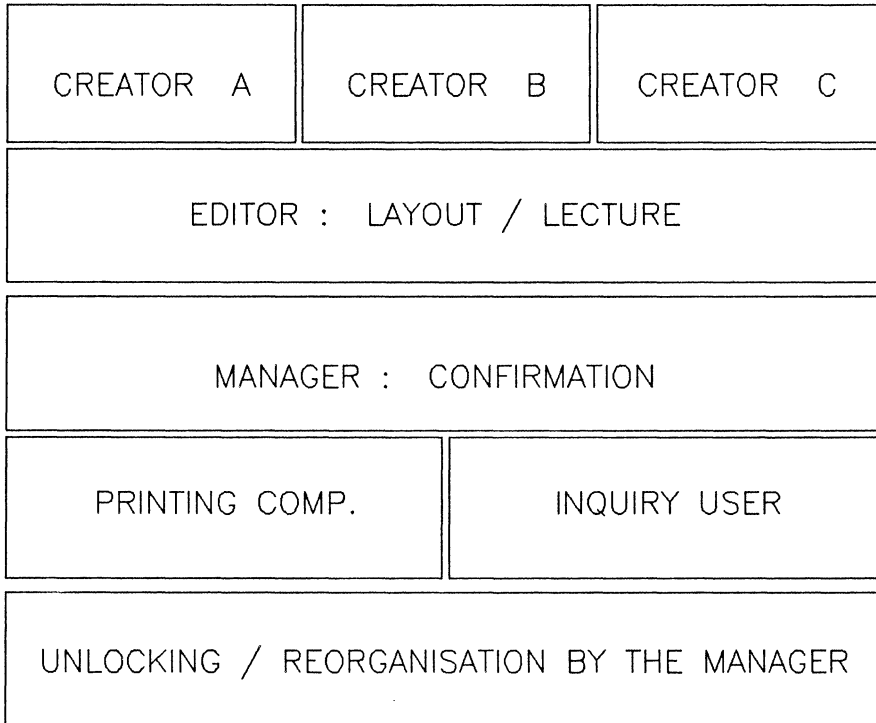 CREATOR A
CREATOR B
CREATOR C
EDITOR : LAYOUT / LECTURE
MANAGER : CONFIRMATION
PRINTING COMP.
INQUIRY USER
UNLOCKING / REORGANISATION BY THE MANAGER